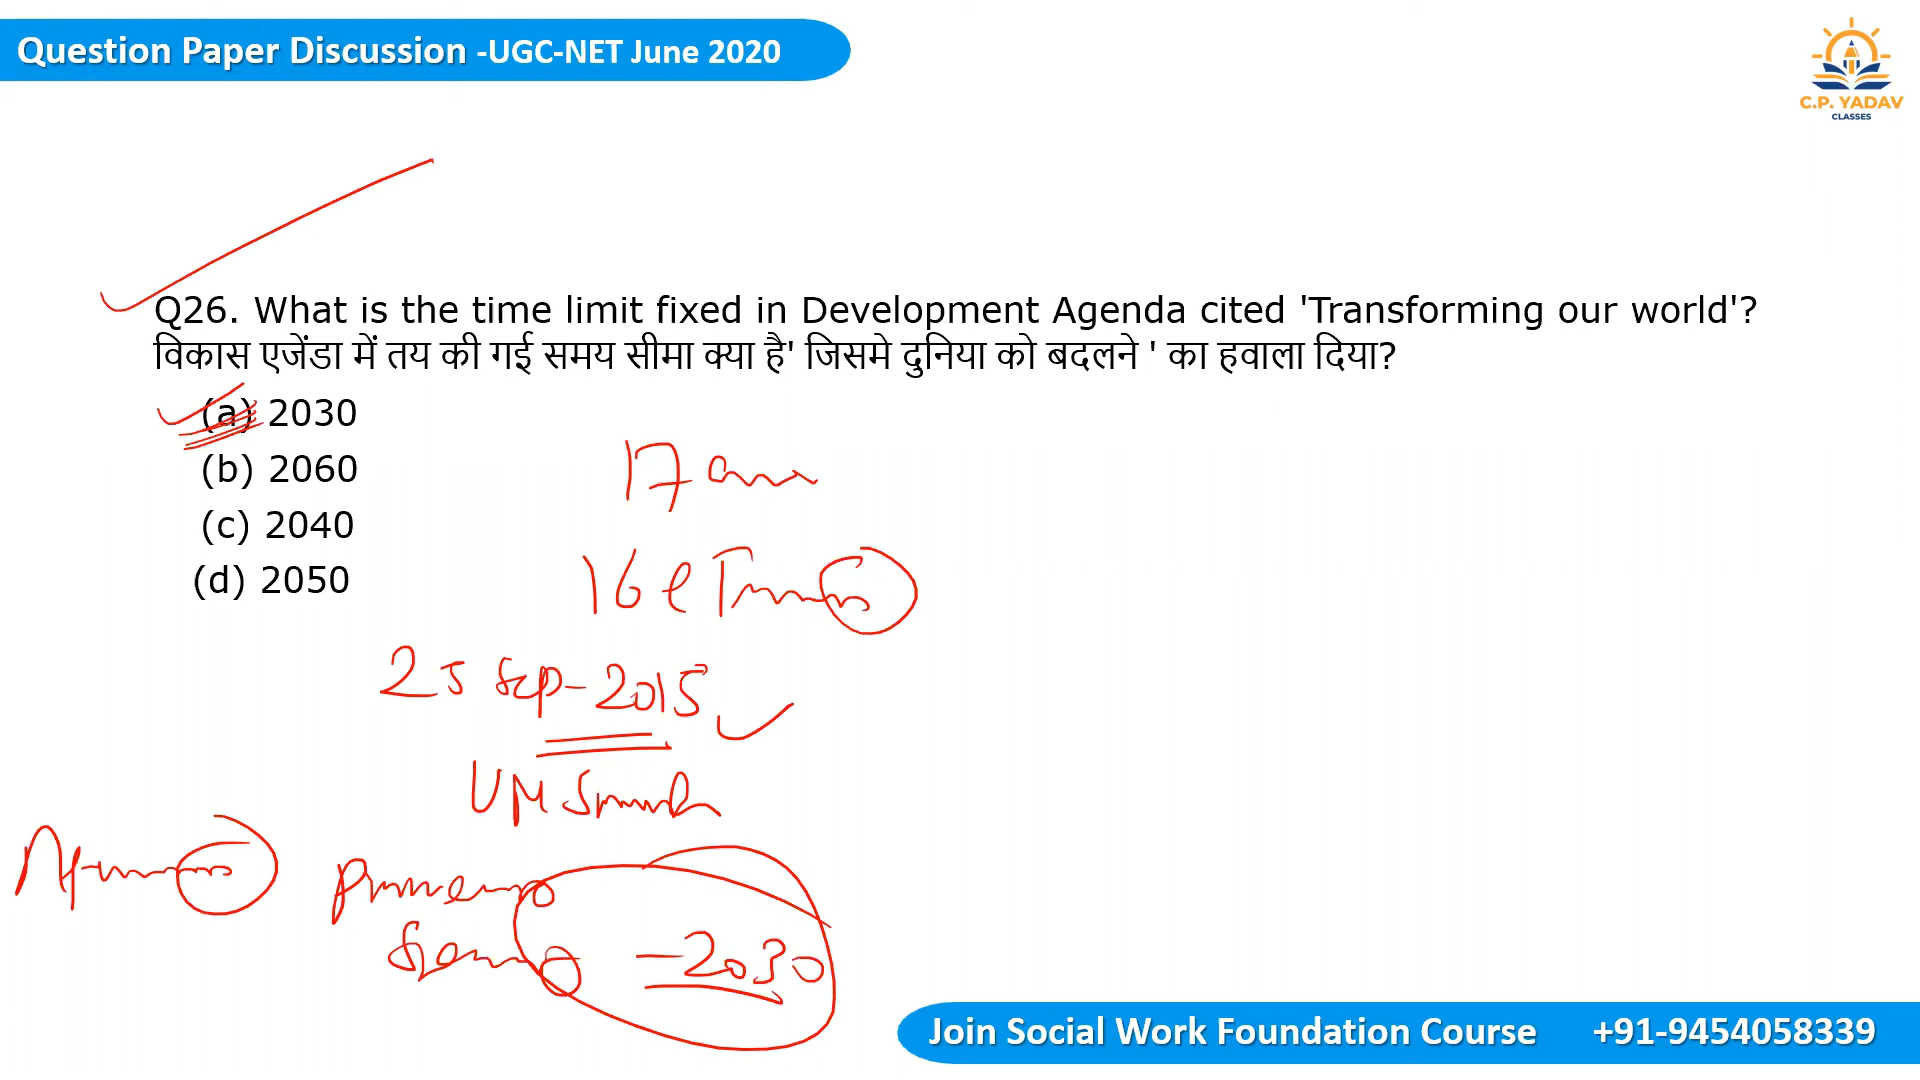 Question Paper Discussion -UGC-NET June 2020
C.P. YADAV
CLASSES
Q26. What is the time limit fixed in Development Agenda cited 'Transforming our world'?
विकास एजेंडा में तय की गई समय सीमा क्या है' जिसमे दुनिया को बदलने ' का हवाला दिया?
(a) 2030
(b) 2060
(c) 2040
(d) 2050
17
16
25 Sep-2015
-2030
Join Social Work Foundation Course +91-9454058339